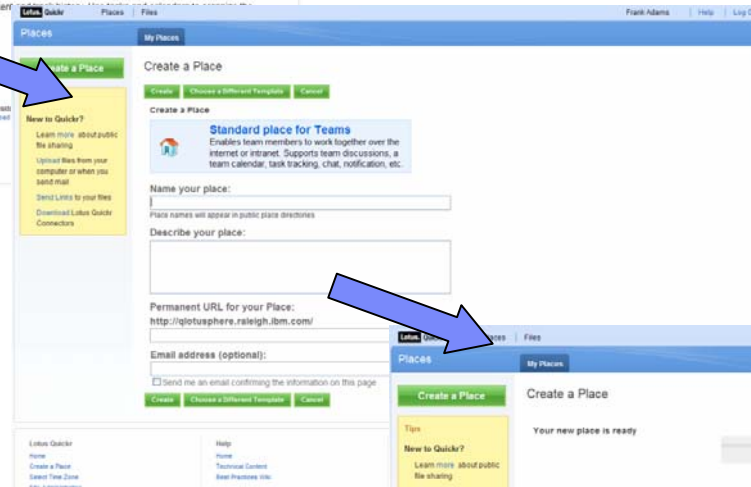 Lotus. Quickr Places Files Frank Adams Help Log
Places My Places
Create a Place
Create a Place
Create Choose a Different Template Cancel
Create a Place
New to Quickr?
Learn more about public
file sharing
Upload files from your
computer or when you
send mail
Send Links to your files
Download Lotus Quickr
Connectors
Standard place for Teams
Enables team members to work together over the
internet or intranet. Supports team discussions, a
team calendar, task tracking, chat, notification, etc.
Name your place:
Place names will appear in public place directories
Describe your place:
Permanent URL for your Place:
http://qlotusphere.raleigh.ibm.com/
Email address (optional):
Send me an email confirming the information on this page
Create Choose a Different Template Cancel
Lotus Quickr
Home
Create a Place
Select Time Zone
Site Administration
Help
Home
Technical Content
Best Practices Wiki
Lotus. Files
Places My Places
Create a Place
Create a Place
Tips
New to Quickr?
Learn more about public
file sharing
Your new place is ready